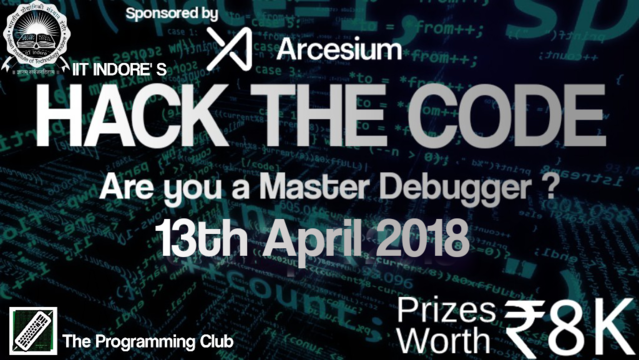 Sponsored by
Arcesium
IIT INDORE'S
HACK THE CODE
Are you a Master Debugger ?
13th April 2018
The Programming Club
Prizes
Worth ₹8K